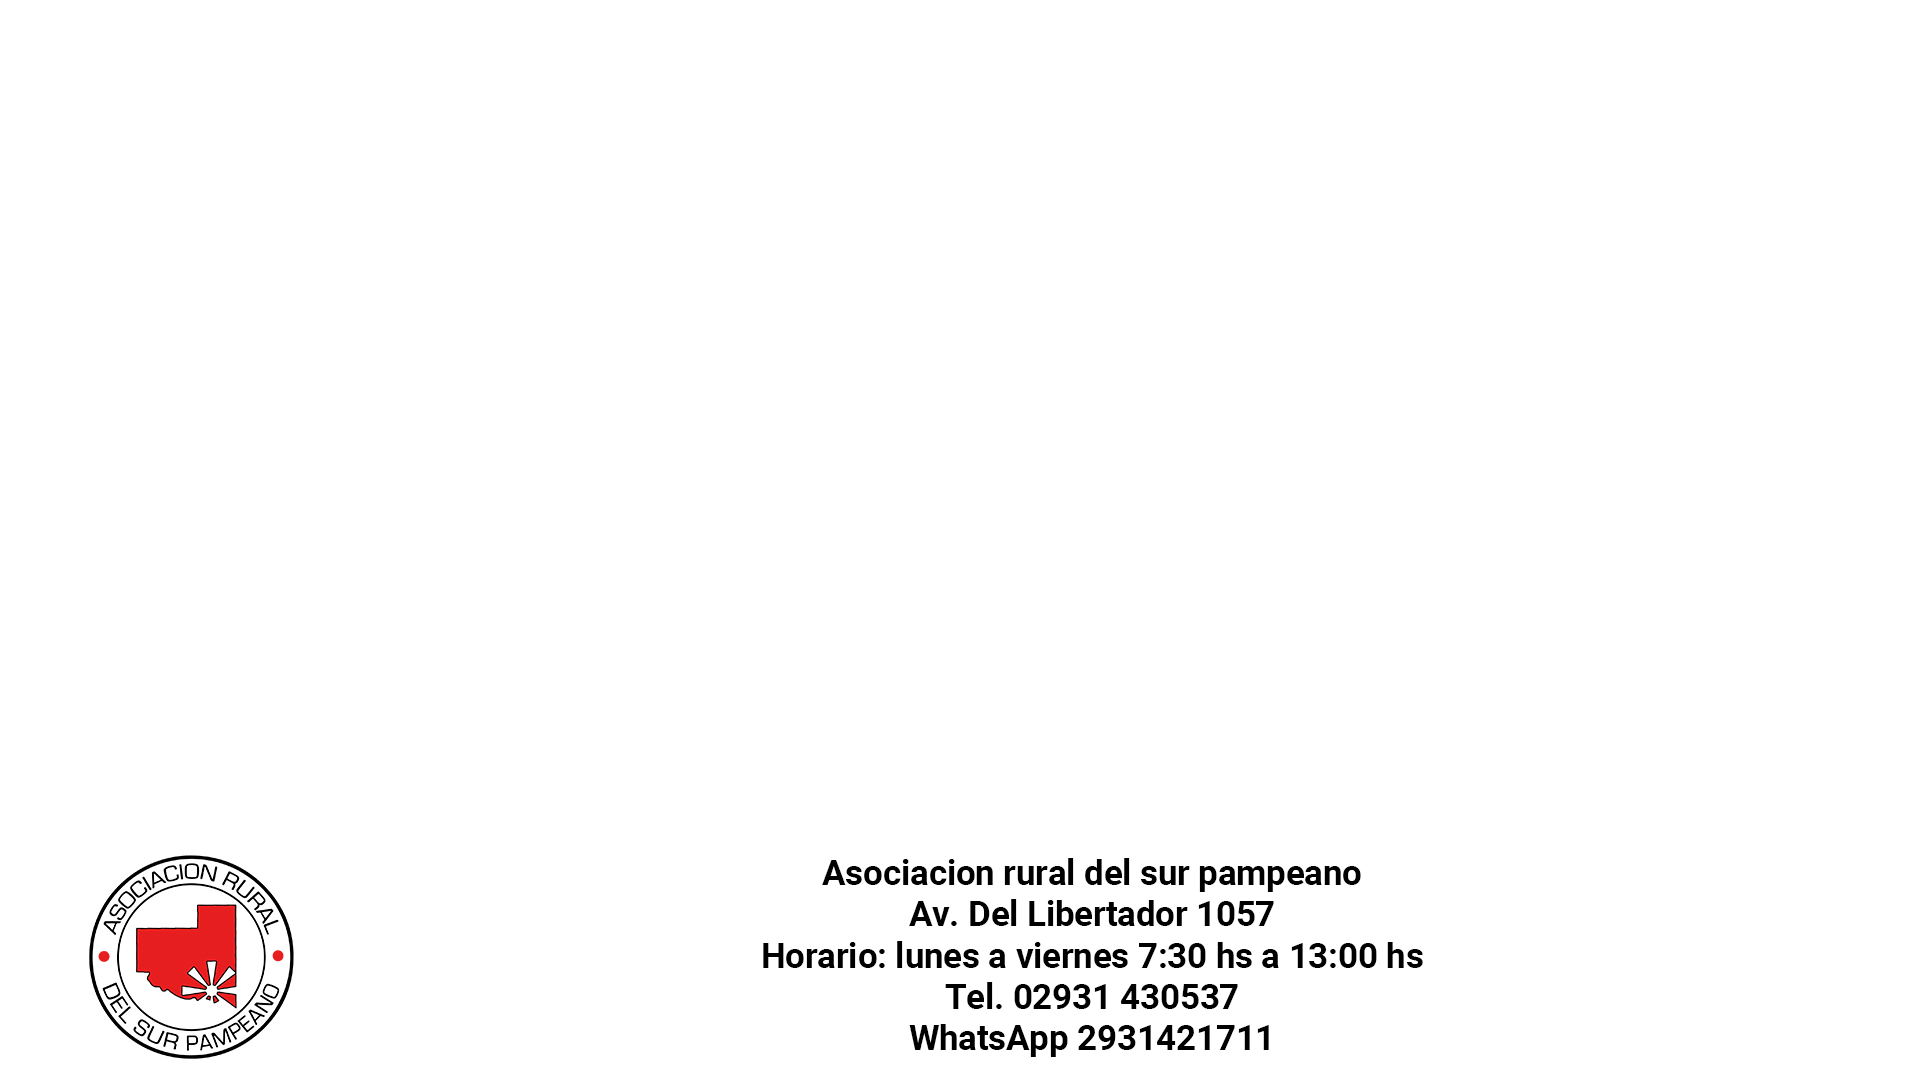 ASOCIACION RURAL
DEL SUR PAMPEANO
Asociacion rural del sur pampeano
Av. Del Libertador 1057
Horario: lunes a viernes 7:30 hs a 13:00 hs
Tel. 02931 430537
WhatsApp 2931421711